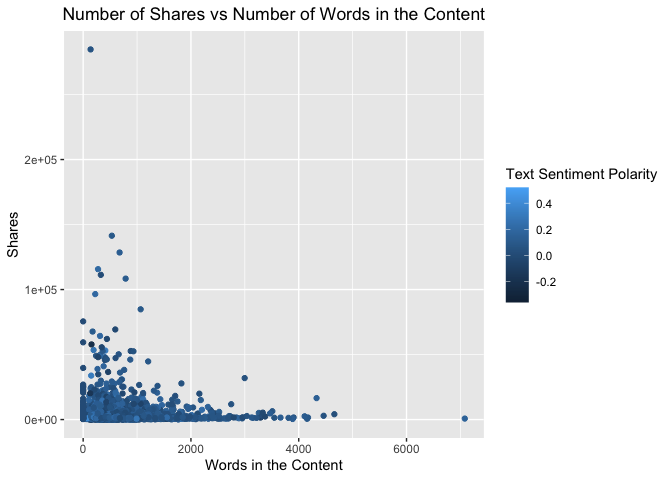 Number of Shares vs Number of Words in the Content
Shares
2e+05
1e+05
0e+00
0
2000
4000
6000
Words in the Content
Text Sentiment Polarity
0.4
0.2
0.0
-0.2